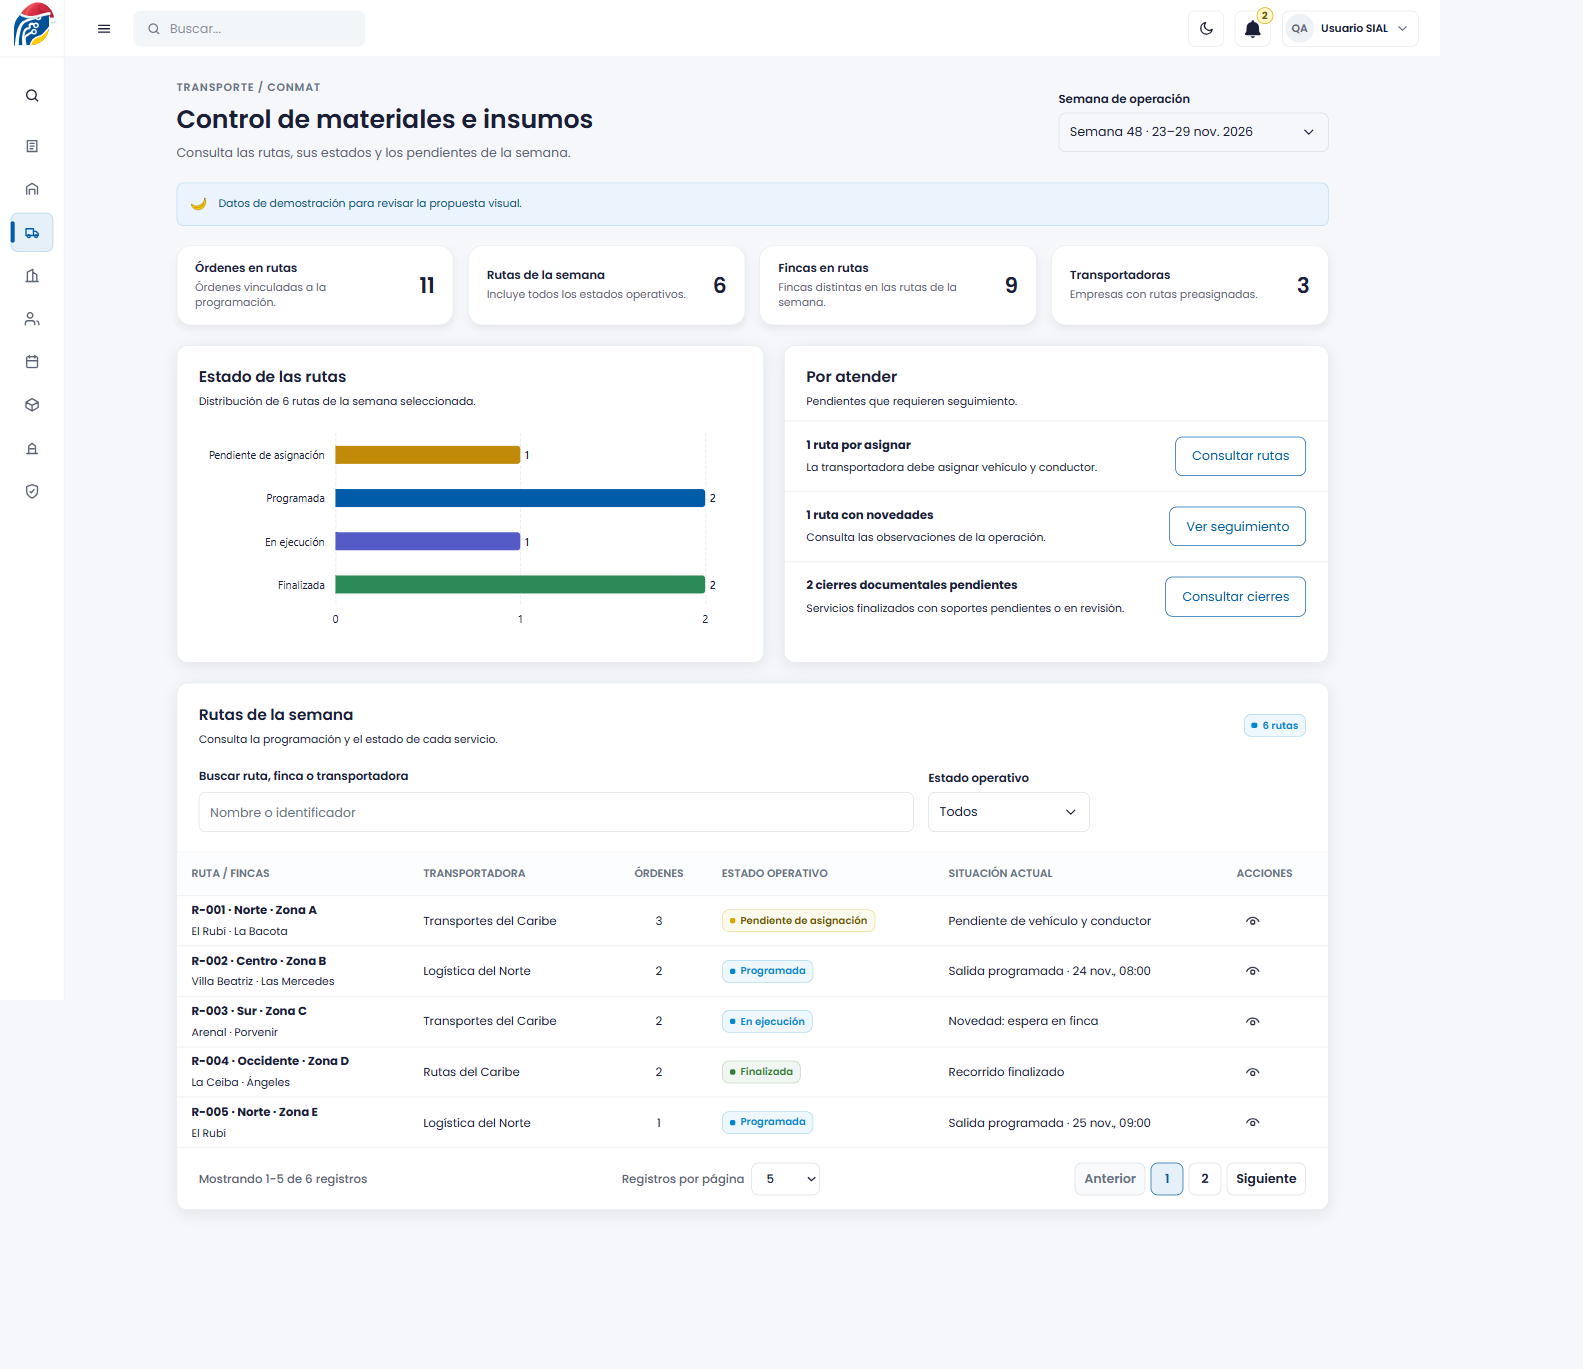 Buscar...
2
QA
Usuario SIAL
TRANSPORTE / CONMAT
Control de materiales e insumos
Consulta las rutas, sus estados y los pendientes de la semana.
Semana de operación
Semana 48 · 23–29 nov. 2026
Datos de demostración para revisar la propuesta visual.
Órdenes en rutas
Órdenes vinculadas a la
programación.
11
Rutas de la semana
Incluye todos los estados operativos.
6
Fincas en rutas
Fincas distintas en las rutas de la
semana.
9
Transportadoras
Empresas con rutas preasignadas.
3
Estado de las rutas
Distribución de 6 rutas de la semana seleccionada.
Pendiente de asignación
1
Programada
2
En ejecución
1
Finalizada
2
0 1 2
Por atender
Pendientes que requieren seguimiento.
1 ruta por asignar
La transportadora debe asignar vehículo y conductor.
Consultar rutas
1 ruta con novedades
Consulta las observaciones de la operación.
Ver seguimiento
2 cierres documentales pendientes
Servicios finalizados con soportes pendientes o en revisión.
Consultar cierres
Rutas de la semana
Consulta la programación y el estado de cada servicio.
6 rutas
Buscar ruta, finca o transportadora
Nombre o identificador
Estado operativo
Todos
RUTA / FINCAS TRANSPORTADORA ÓRDENES ESTADO OPERATIVO SITUACIÓN ACTUAL ACCIONES
R-001 · Norte · Zona A
El Rubí · La Bacota
Transportes del Caribe 3 Pendiente de asignación Pendiente de vehículo y conductor
R-002 · Centro · Zona B
Villa Beatriz · Las Mercedes
Logística del Norte 2 Programada Salida programada · 24 nov., 08:00
R-003 · Sur · Zona C
Arenal · Porvenir
Transportes del Caribe 2 En ejecución Novedad: espera en finca
R-004 · Occidente · Zona D
La Ceiba · Ángeles
Rutas del Caribe 2 Finalizada Recorrido finalizado
R-005 · Norte · Zona E
El Rubí
Logística del Norte 1 Programada Salida programada · 25 nov., 09:00
Mostrando 1-5 de 6 registros
Registros por página 5
Anterior 1 2 Siguiente